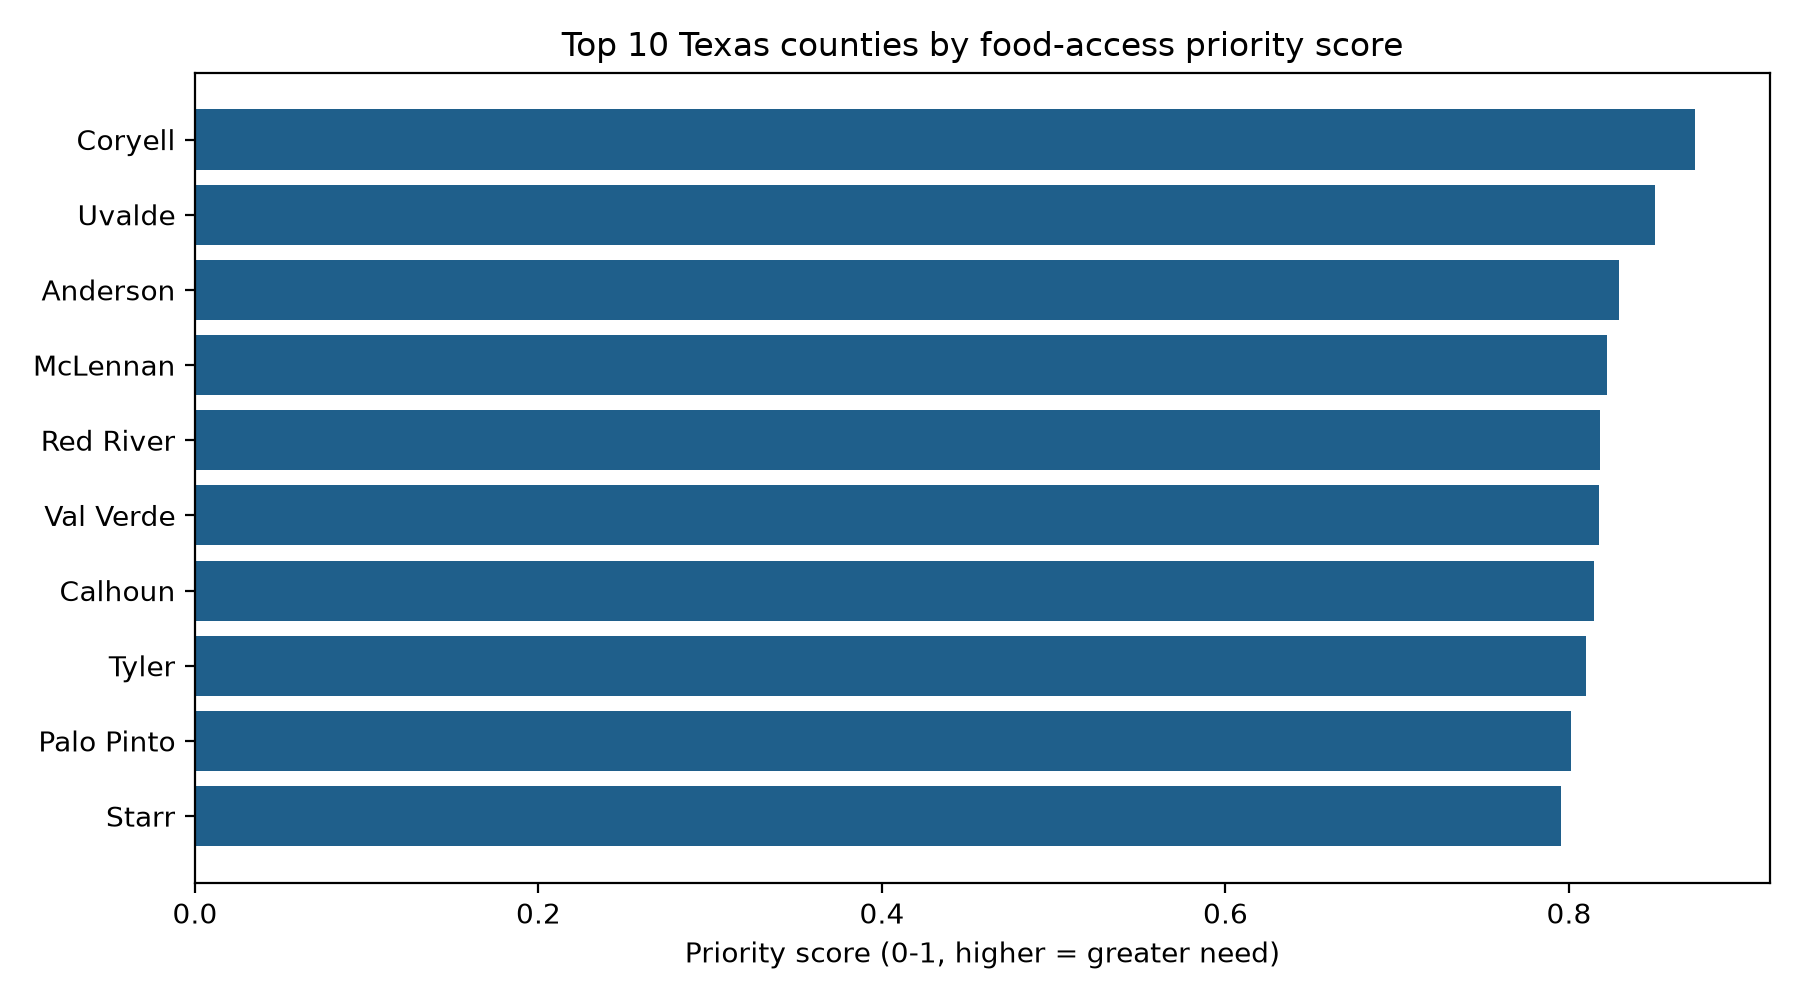 Top 10 Texas counties by food-access priority score
Coryell
Uvalde
Anderson
McLennan
Red River
Val Verde
Calhoun
Tyler
Palo Pinto
Starr
0.0 0.2 0.4 0.6 0.8
Priority score (0-1, higher = greater need)